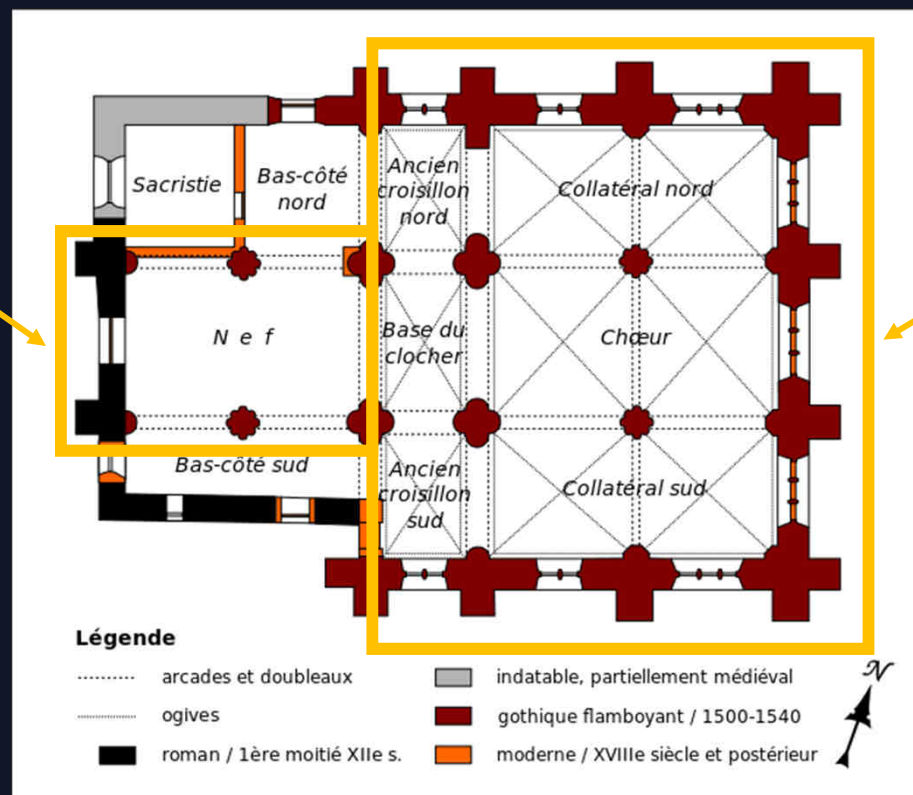 Sacristie
Bas-côté
nord
Ancien
croisillon
nord
Collatéral nord
N e f
Base du
clocher
Chœur
Bas-côté sud
Ancien
croisillon
sud
Collatéral sud
Légende
arcades et doubleaux
ogives
roman / 1ère moitié XIIe s.
indatable, partiellement médiéval
gothique flamboyant / 1500-1540
moderne / XVIIIe siècle et postérieur
N